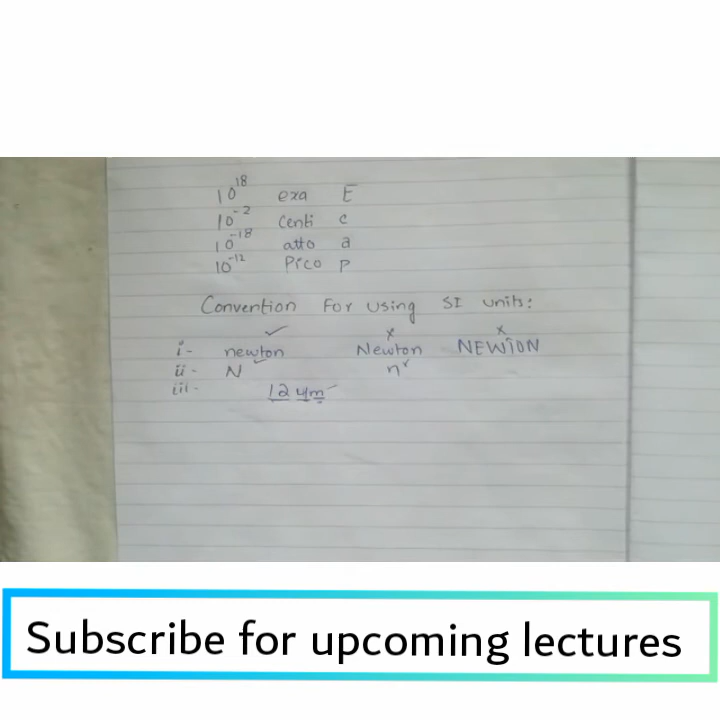 10^18 exa E
10^-2 Centi c
10^-18 atto a
10^-12 Pico p
Convention For using SI units:
✓ x x
i- newton Newton NEWTON
ii- N n
iii- 12 μm
Subscribe for upcoming lectures